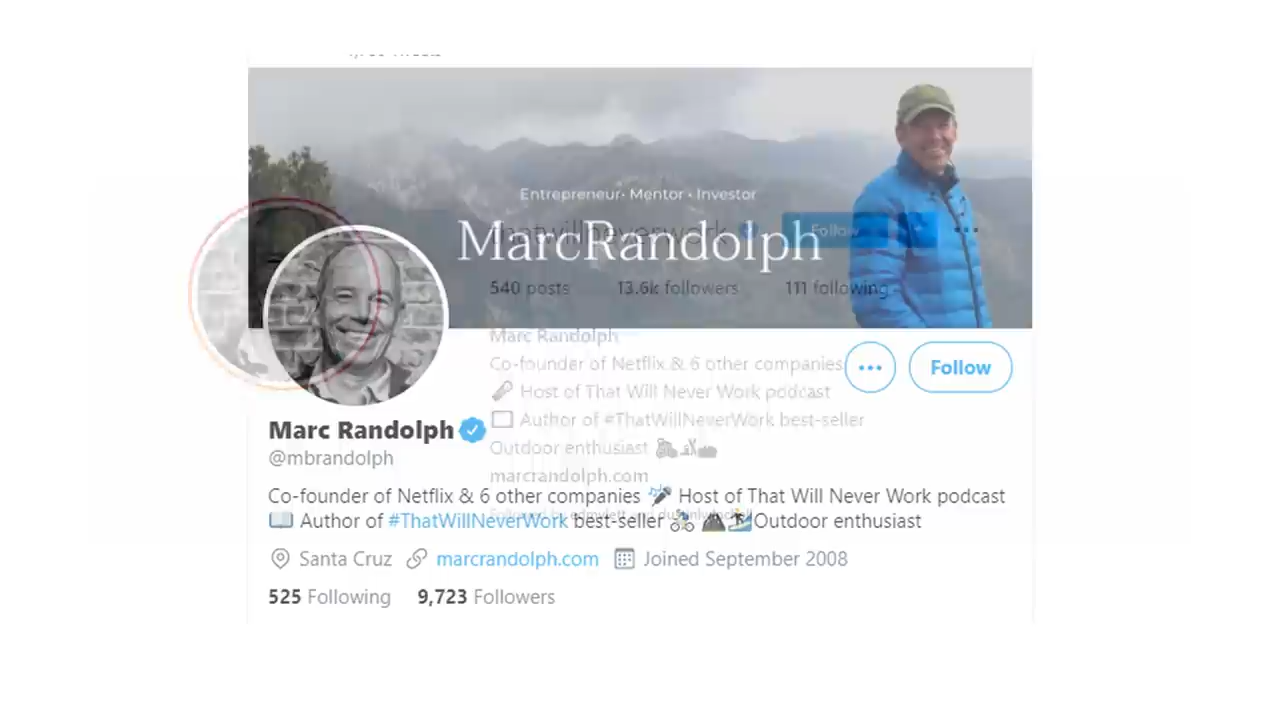 Entrepreneur• Mentor • Investor
thatwillneverwork
Follow
MarcRandolph
540 posts 13.6k followers 111 following
Marc Randolph
Co-founder of Netflix & 6 other companies
Host of That Will Never Work podcast
Author of #ThatWillNeverWork best-seller
Outdoor enthusiast
marcrandolph.com
Follow
Marc Randolph
@mbrandolph
Co-founder of Netflix & 6 other companies 🎤 Host of That Will Never Work podcast
📖 Author of #ThatWillNeverWork best-seller 🚵 ⛰ 🏄Outdoor enthusiast
Santa Cruz marcrandolph.com Joined September 2008
525 Following 9,723 Followers